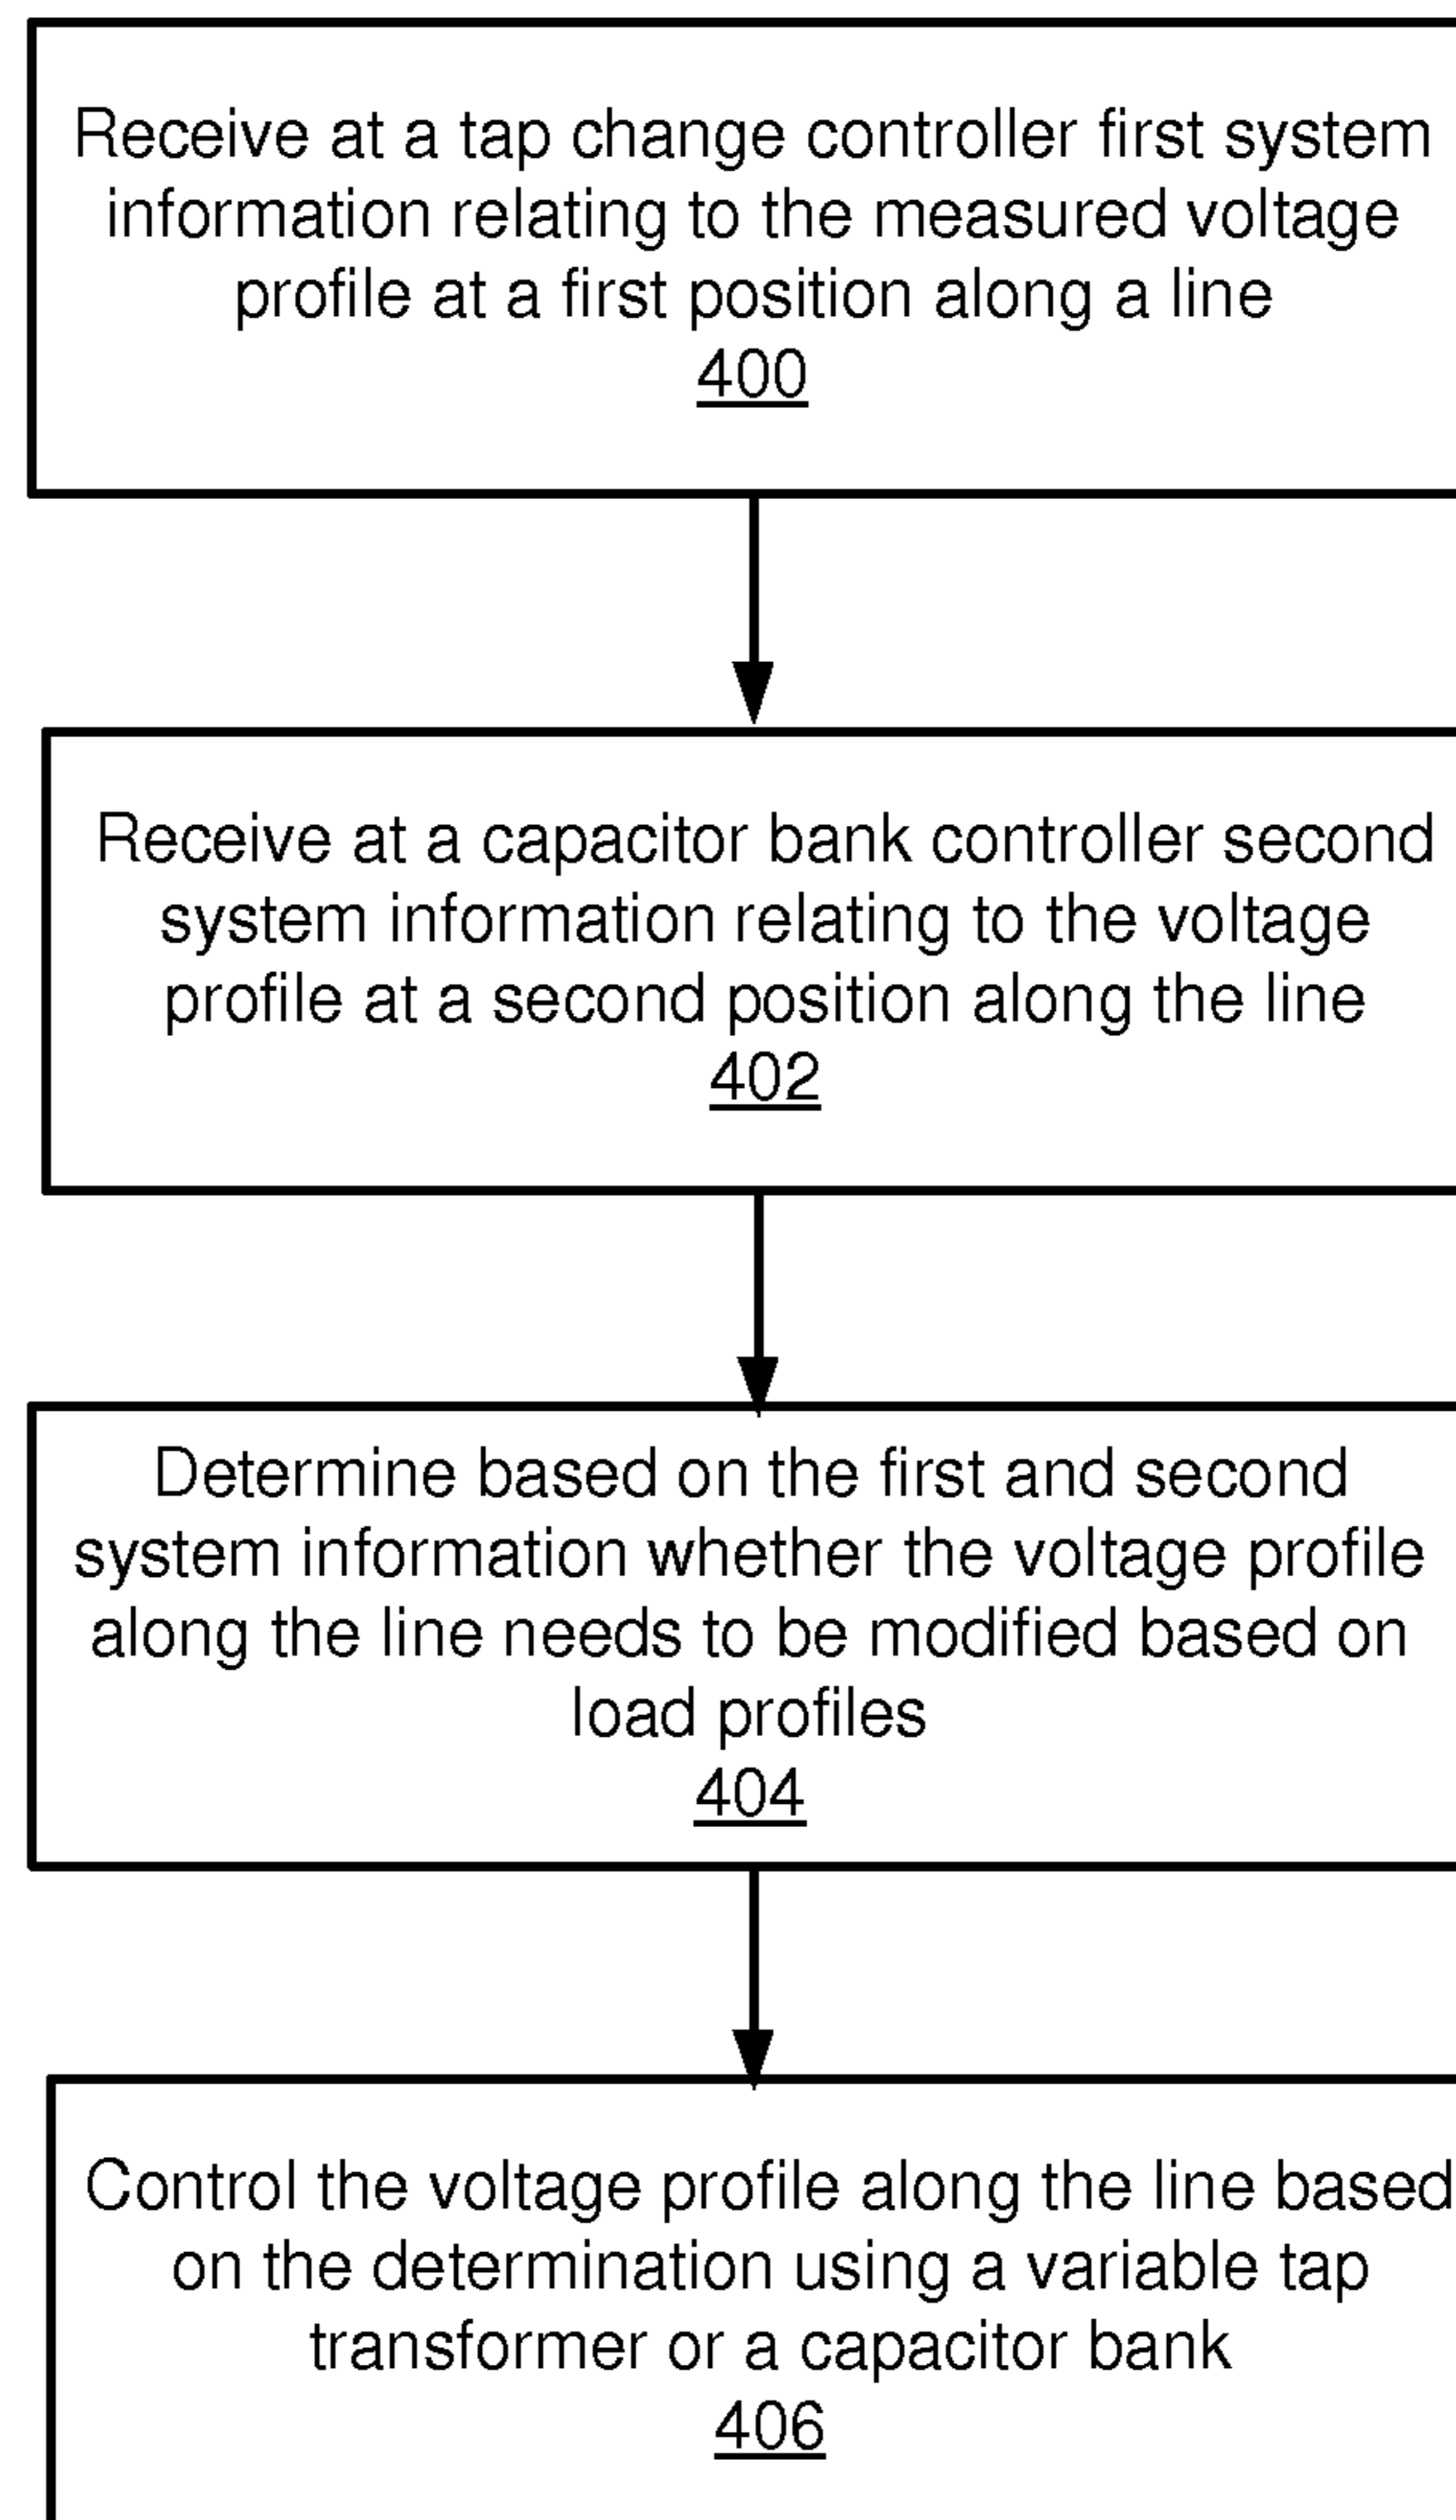 Receive at a tap change controller first system
information relating to the measured voltage
profile at a first position along a line
400
Receive at a capacitor bank controller second
system information relating to the voltage
profile at a second position along the line
402
Determine based on the first and second
system information whether the voltage profile
along the line needs to be modified based on
load profiles
404
Control the voltage profile along the line based
on the determination using a variable tap
transformer or a capacitor bank
406